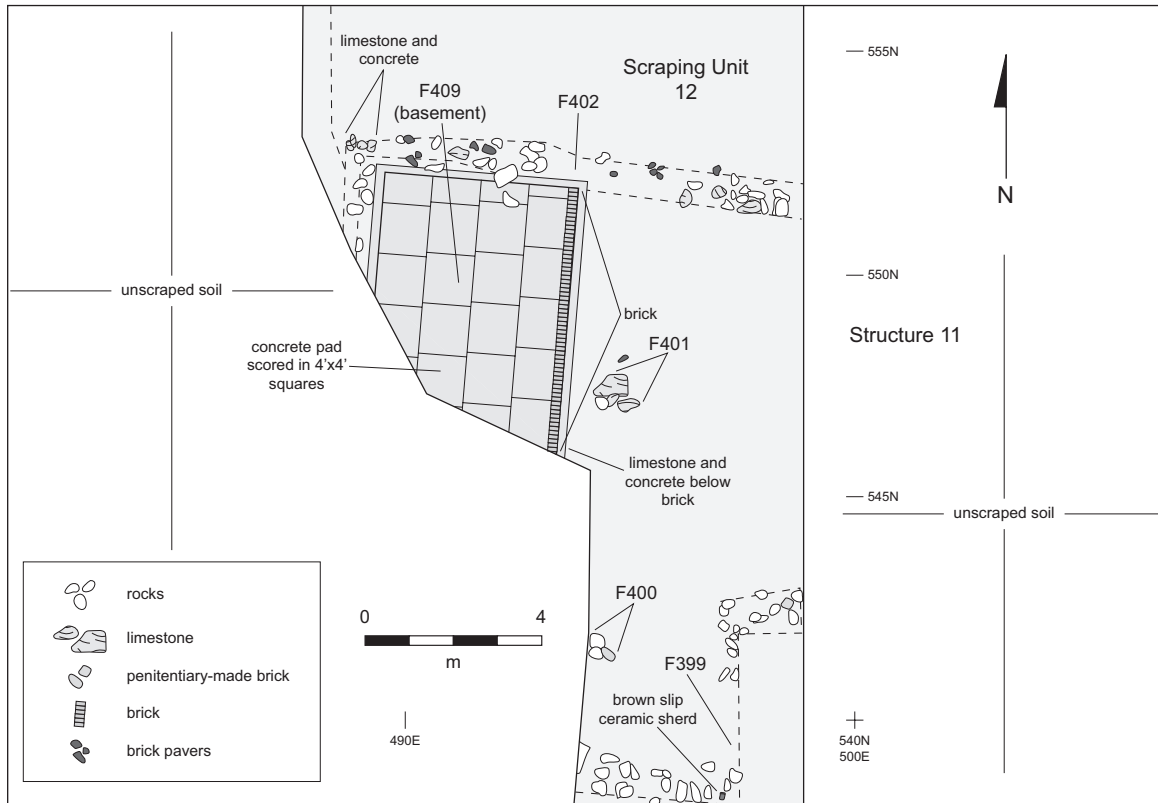 limestone and
concrete
F409
(basement)
F402
Scraping Unit
12
555N
N
unscraped soil
550N
brick
Structure 11
F401
concrete pad
scored in 4'x4'
squares
limestone and
concrete below
brick
545N
unscraped soil
rocks
limestone
penitentiary-made brick
brick
brick pavers
0 4
m
F400
F399
brown slip
ceramic sherd
490E
540N
500E